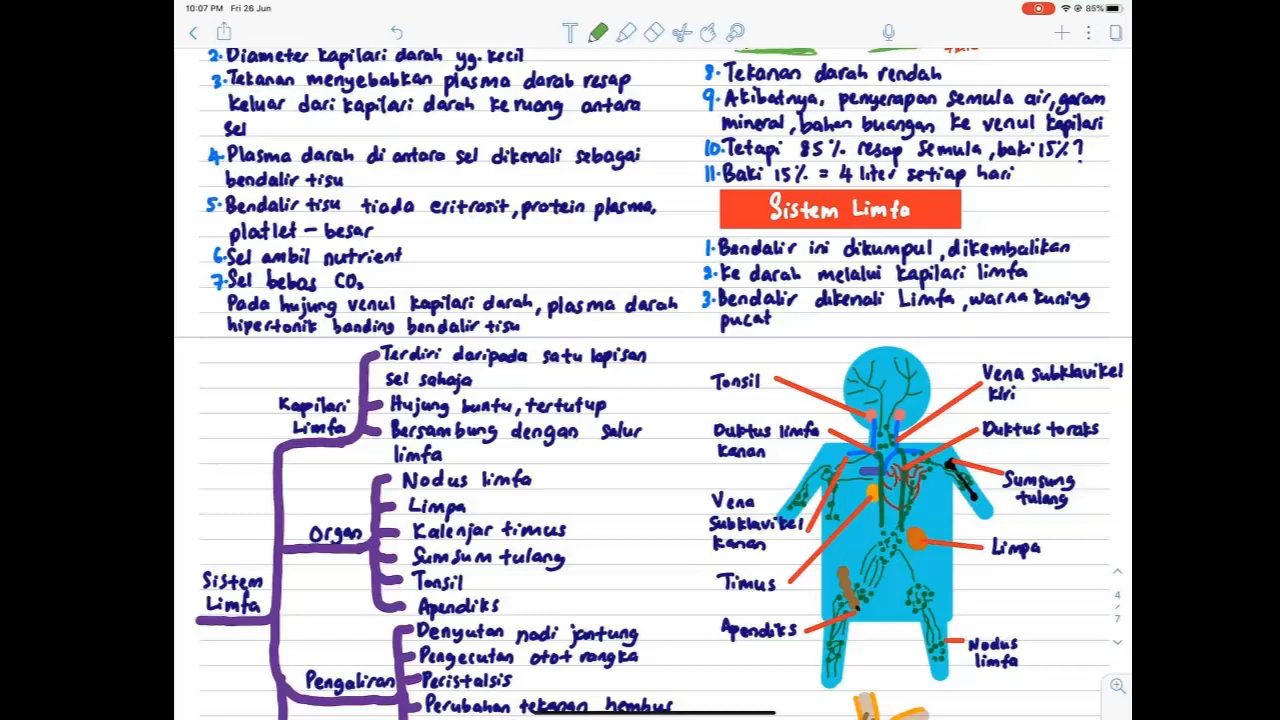 10:07 PM Fri 26 Jun
85%
2. Diameter kapilari darah yg. kecil
3. Tekanan menyebabkan plasma darah resap
keluar dari kapilari darah ke ruang antara
sel
4. Plasma darah di antara sel dikenali sebagai
bendalir tisu
5. Bendalir tisu tiada eritrosit, protein plasma,
platlet - besar
6. Sel ambil nutrient
7. Sel bebas CO₂
Pada hujung venul kapilari darah, plasma darah
hipertonik banding bendalir tisu
8. Tekanan darah rendah
9. Akibatnya, penyerapan semula air, garam
mineral, bahan buangan ke venul kapilari
10. Tetapi 85% resap semula, baki 15%?
11. Baki 15% = 4 liter setiap hari
Sistem Limfa
1. Bendalir ini dikumpul, dikembalikan
2. Ke darah melalui kapilari limfa
3. Bendalir dikenali Limfa, warna kuning
pucat
Sistem
Limfa
Kapilari
Limfa
Terdiri daripada satu lapisan
sel sahaja
Hujung buntu, tertutup
Bersambung dengan salur
limfa
Organ
Nodus limfa
Limpa
Kalenjar timus
Sumsum tulang
Tonsil
Apendiks
Pengaliran
Denyutan nadi jantung
Pengecutan otot rangka
Peristalsis
Perubahan tekanan hembus
Tonsil
Duktus limfa
kanan
Vena
Subklavikel
kanan
Timus
Apendiks
Vena subklavikel
kiri
Duktus toraks
Sumsung
tulang
Limpa
Nodus
limfa
4
/
7